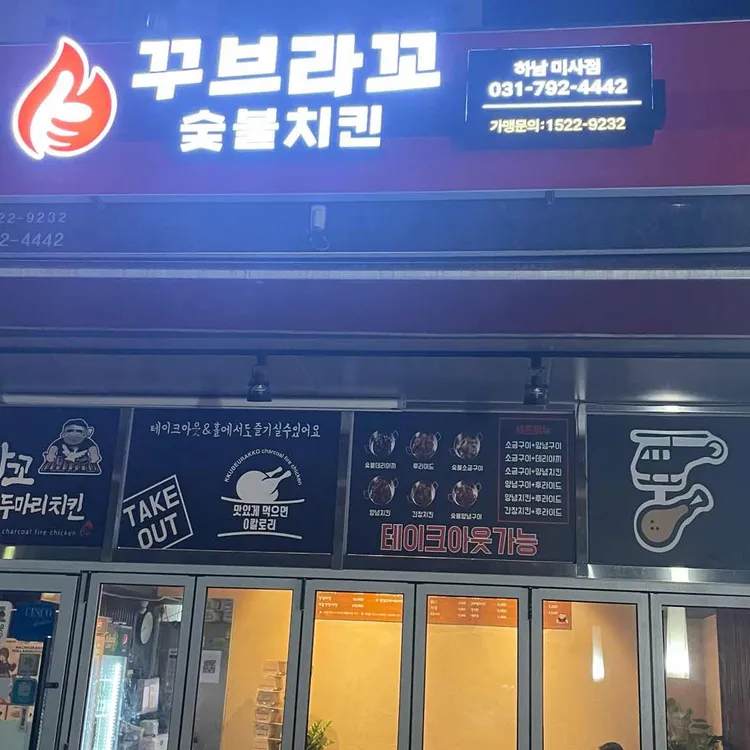 꾸브라꼬
숯불치킨
하남 미사점
031-792-4442
가맹문의:1522-9232
22-9232
2-4442
꼬
두마리치킨
charcoal fire chicken
테이크아웃&홀에서도 즐기실수있어요
TAKE
OUT
KKUBEURAKKO charcoal fire chicken
맛있게 먹으면
0칼로리
숯불데리야끼
후라이드
숯불소금구이
양념치킨
간장치킨
숯불양념구이
테이크아웃가능
소금구이+양념구이
소금구이+데리야끼
소금구이+양념치킨
양념구이+후라이드
양념치킨+후라이드
간장치킨+후라이드